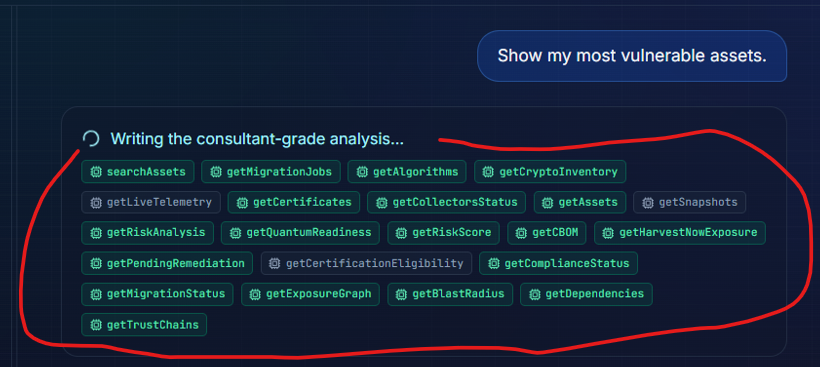 Show my most vulnerable assets.
Writing the consultant-grade analysis...
searchAssets getMigrationJobs getAlgorithms getCryptoInventory
getLiveTelemetry getCertificates getCollectorsStatus getAssets getSnapshots
getRiskAnalysis getQuantumReadiness getRiskScore getCBOM getHarvestNowExposure
getPendingRemediation getCertificationEligibility getComplianceStatus
getMigrationStatus getExposureGraph getBlastRadius getDependencies
getTrustChains